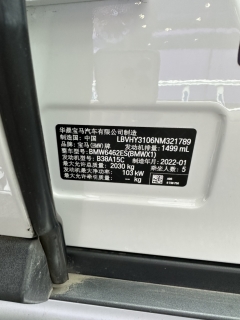 华晨宝马汽车有限公司制造
制造国：中国 LBVHY3106NM321789
品牌：宝马(BMW)牌 发动机排量：1499 mL
型号：BMW6462ES(BMWX1)
发动机型号：B38A15C 制造年月：2022-01
最大允许总质量：2030 kg 乘坐人数：5
发动机最大净功率：103 kW